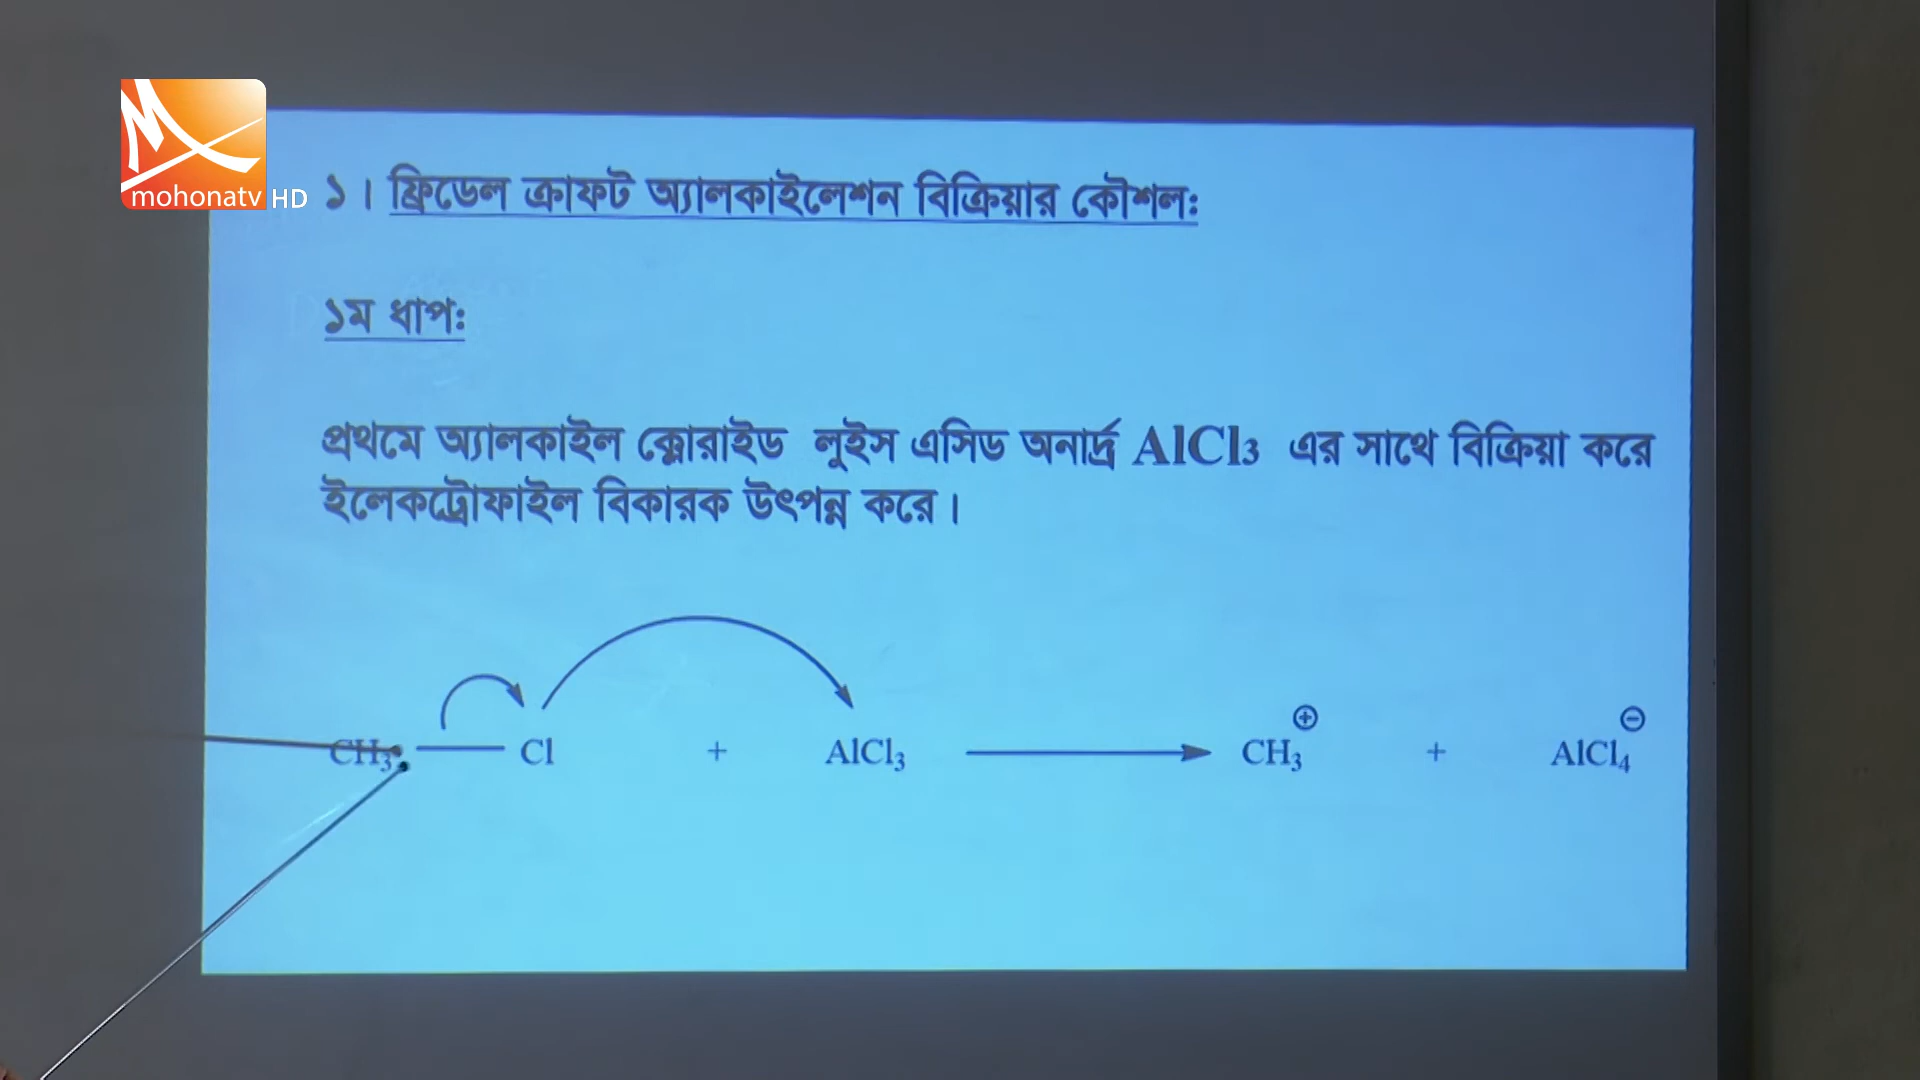 mohonatv HD
১। ফ্রিডেল ক্রাফট অ্যালকাইলেশন বিক্রিয়ার কৌশল:
১ম ধাপ:
প্রথমে অ্যালকাইল ক্লোরাইড লুইস এসিড অনার্দ্র AlCl₃ এর সাথে বিক্রিয়া করে
ইলেকট্রোফাইল বিকারক উৎপন্ন করে।
CH₃ — Cl + AlCl₃ ⟶ CH₃⊕ + AlCl₄⊖